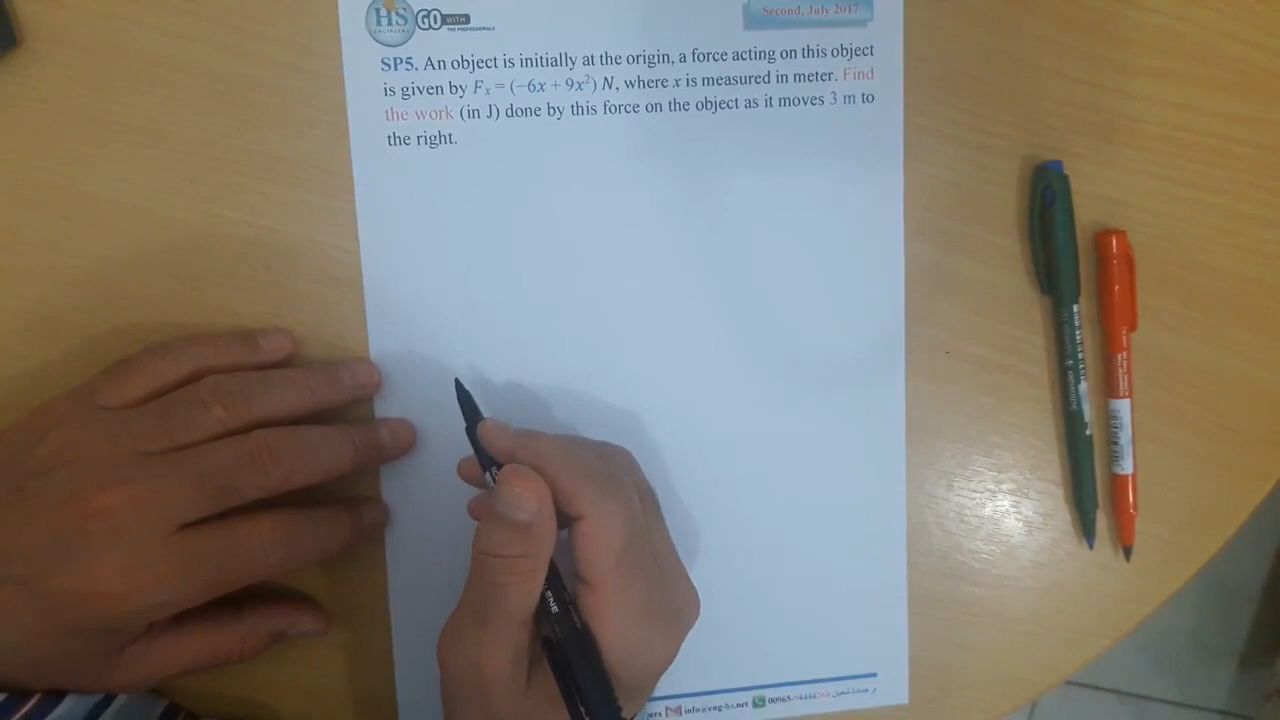 HS
ENGINEERS
GO WITH
THE PROFESSIONALS
Second, July 2017
SP5. An object is initially at the origin, a force acting on this object
is given by Fₓ = (−6x + 9x²) N, where x is measured in meter. Find
the work (in J) done by this force on the object as it moves 3 m to
the right.
info@eng-hs.net